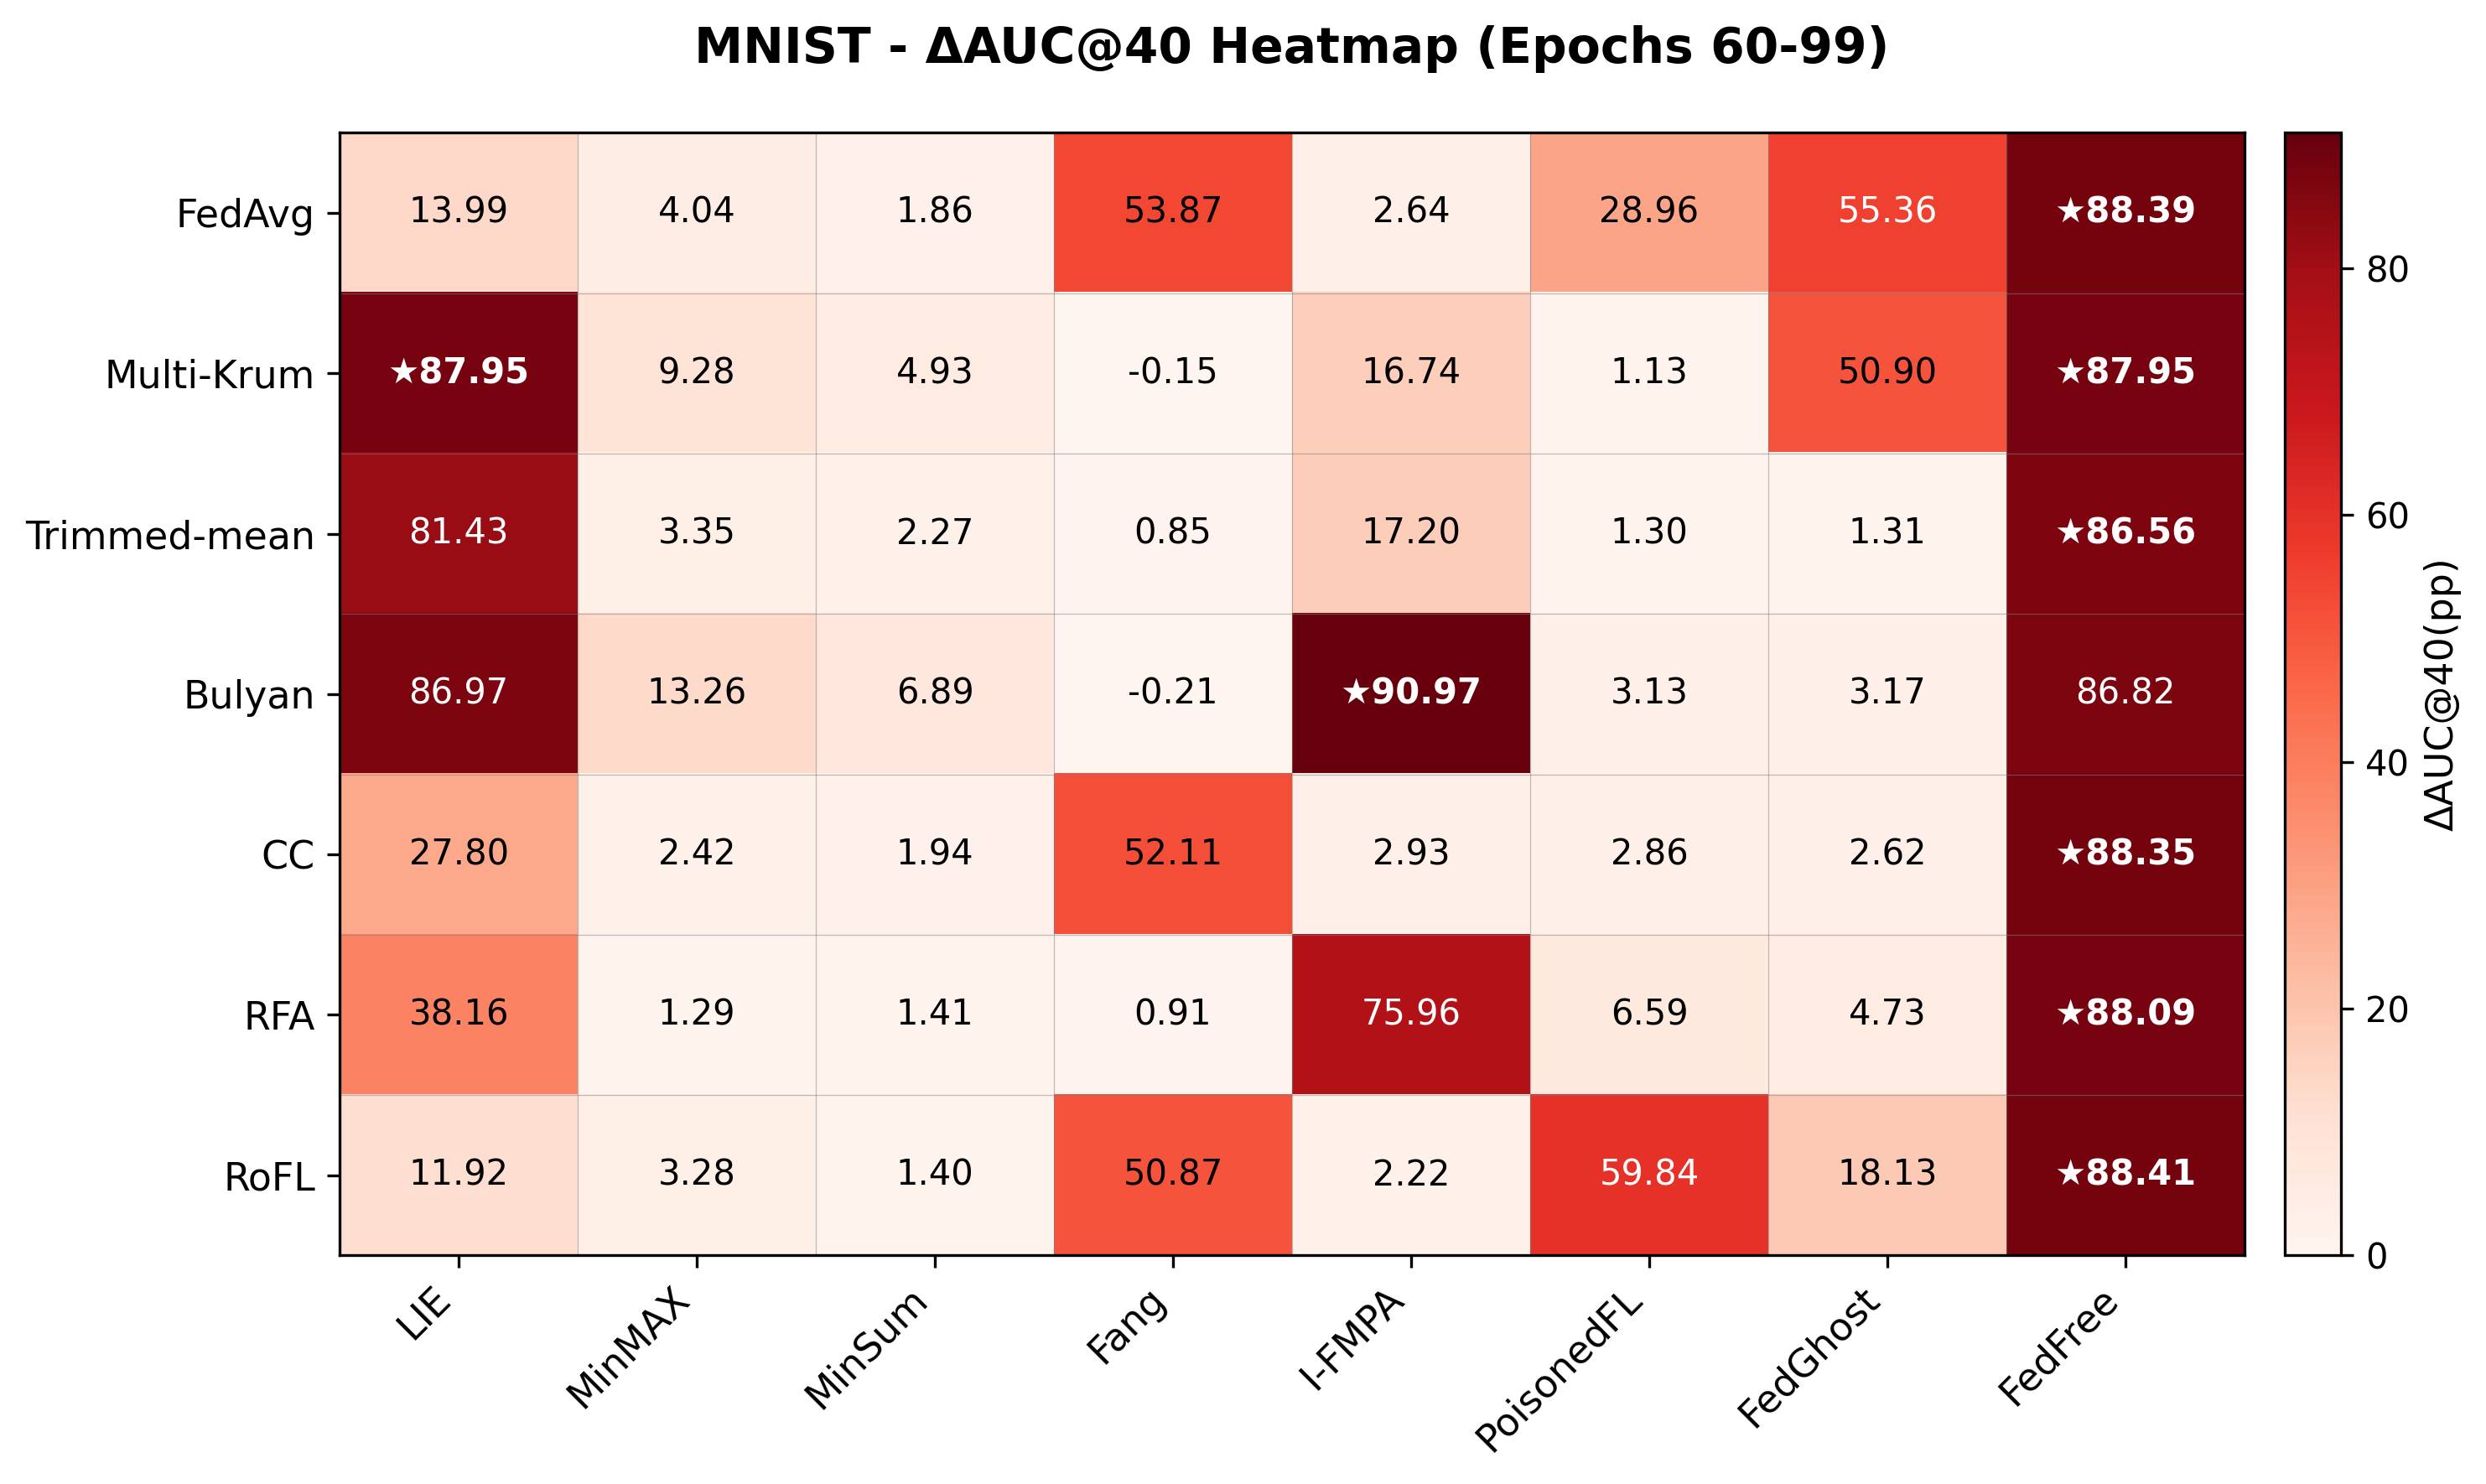 MNIST - ΔAUC@40 Heatmap (Epochs 60-99)
FedAvg 13.99 4.04 1.86 53.87 2.64 28.96 55.36 ★88.39
Multi-Krum ★87.95 9.28 4.93 -0.15 16.74 1.13 50.90 ★87.95
Trimmed-mean 81.43 3.35 2.27 0.85 17.20 1.30 1.31 ★86.56
Bulyan 86.97 13.26 6.89 -0.21 ★90.97 3.13 3.17 86.82
CC 27.80 2.42 1.94 52.11 2.93 2.86 2.62 ★88.35
RFA 38.16 1.29 1.41 0.91 75.96 6.59 4.73 ★88.09
RoFL 11.92 3.28 1.40 50.87 2.22 59.84 18.13 ★88.41
LIE MinMAX MinSum Fang I-FMPA PoisonedFL FedGhost FedFree
80
60
40
20
0
ΔAUC@40(pp)